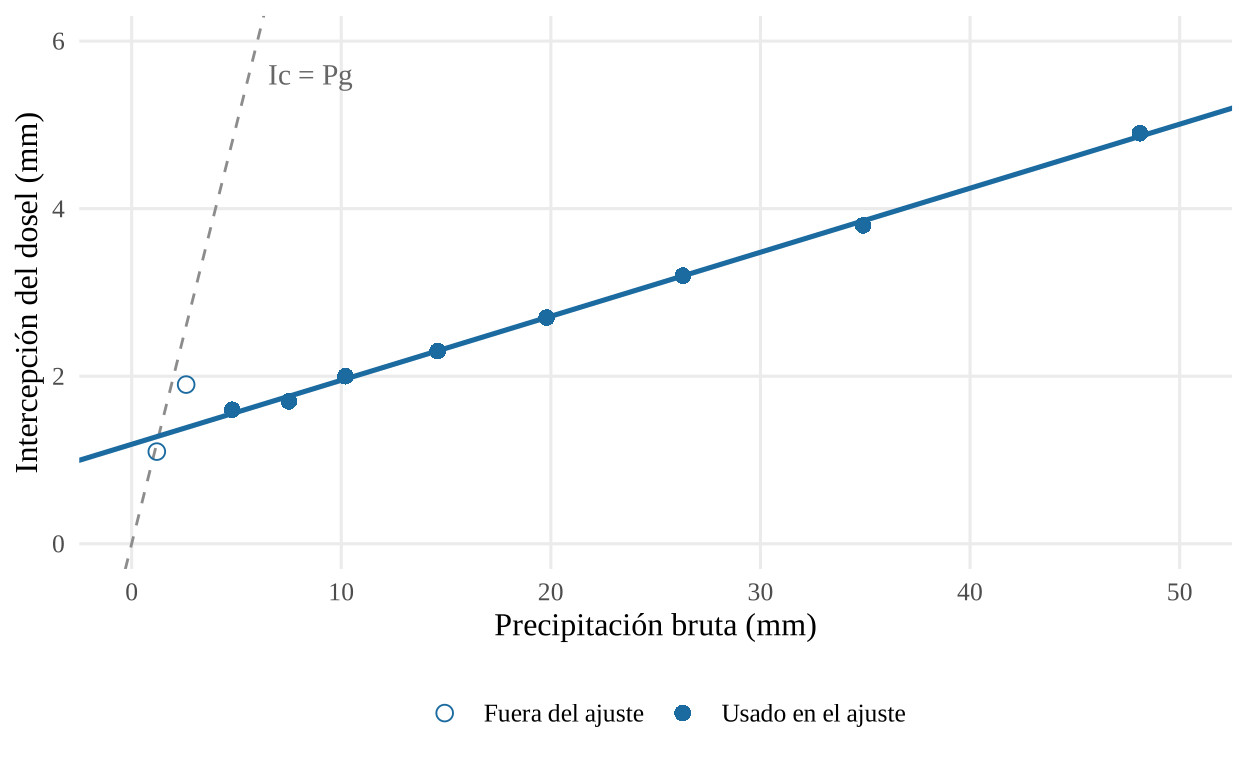 6
Ic = Pg
4
2
0
Intercepción del dosel (mm)
0 10 20 30 40 50
Precipitación bruta (mm)
Fuera del ajuste Usado en el ajuste